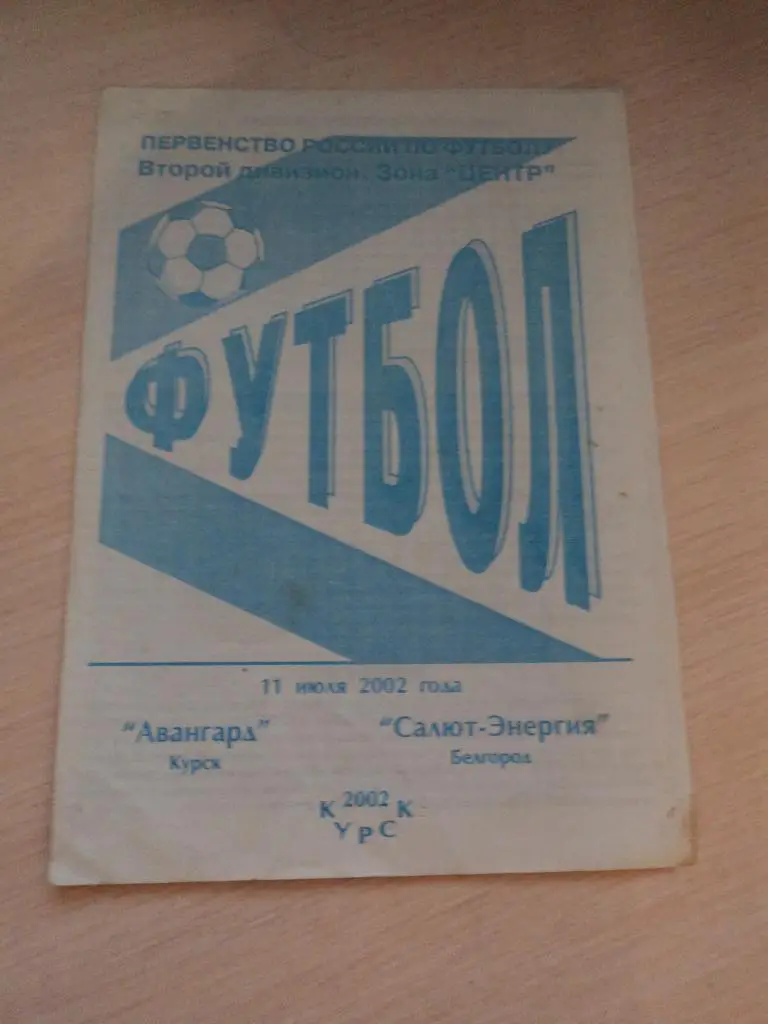 ПЕРВЕНСТВО РОССИИ ПО ФУТБОЛУ
Второй дивизион. Зона "ЦЕНТР"
ФУТБОЛ
11 июля 2002 года
"Авангард" "Салют-Энергия"
Курск Белгород
2002
КУРСК